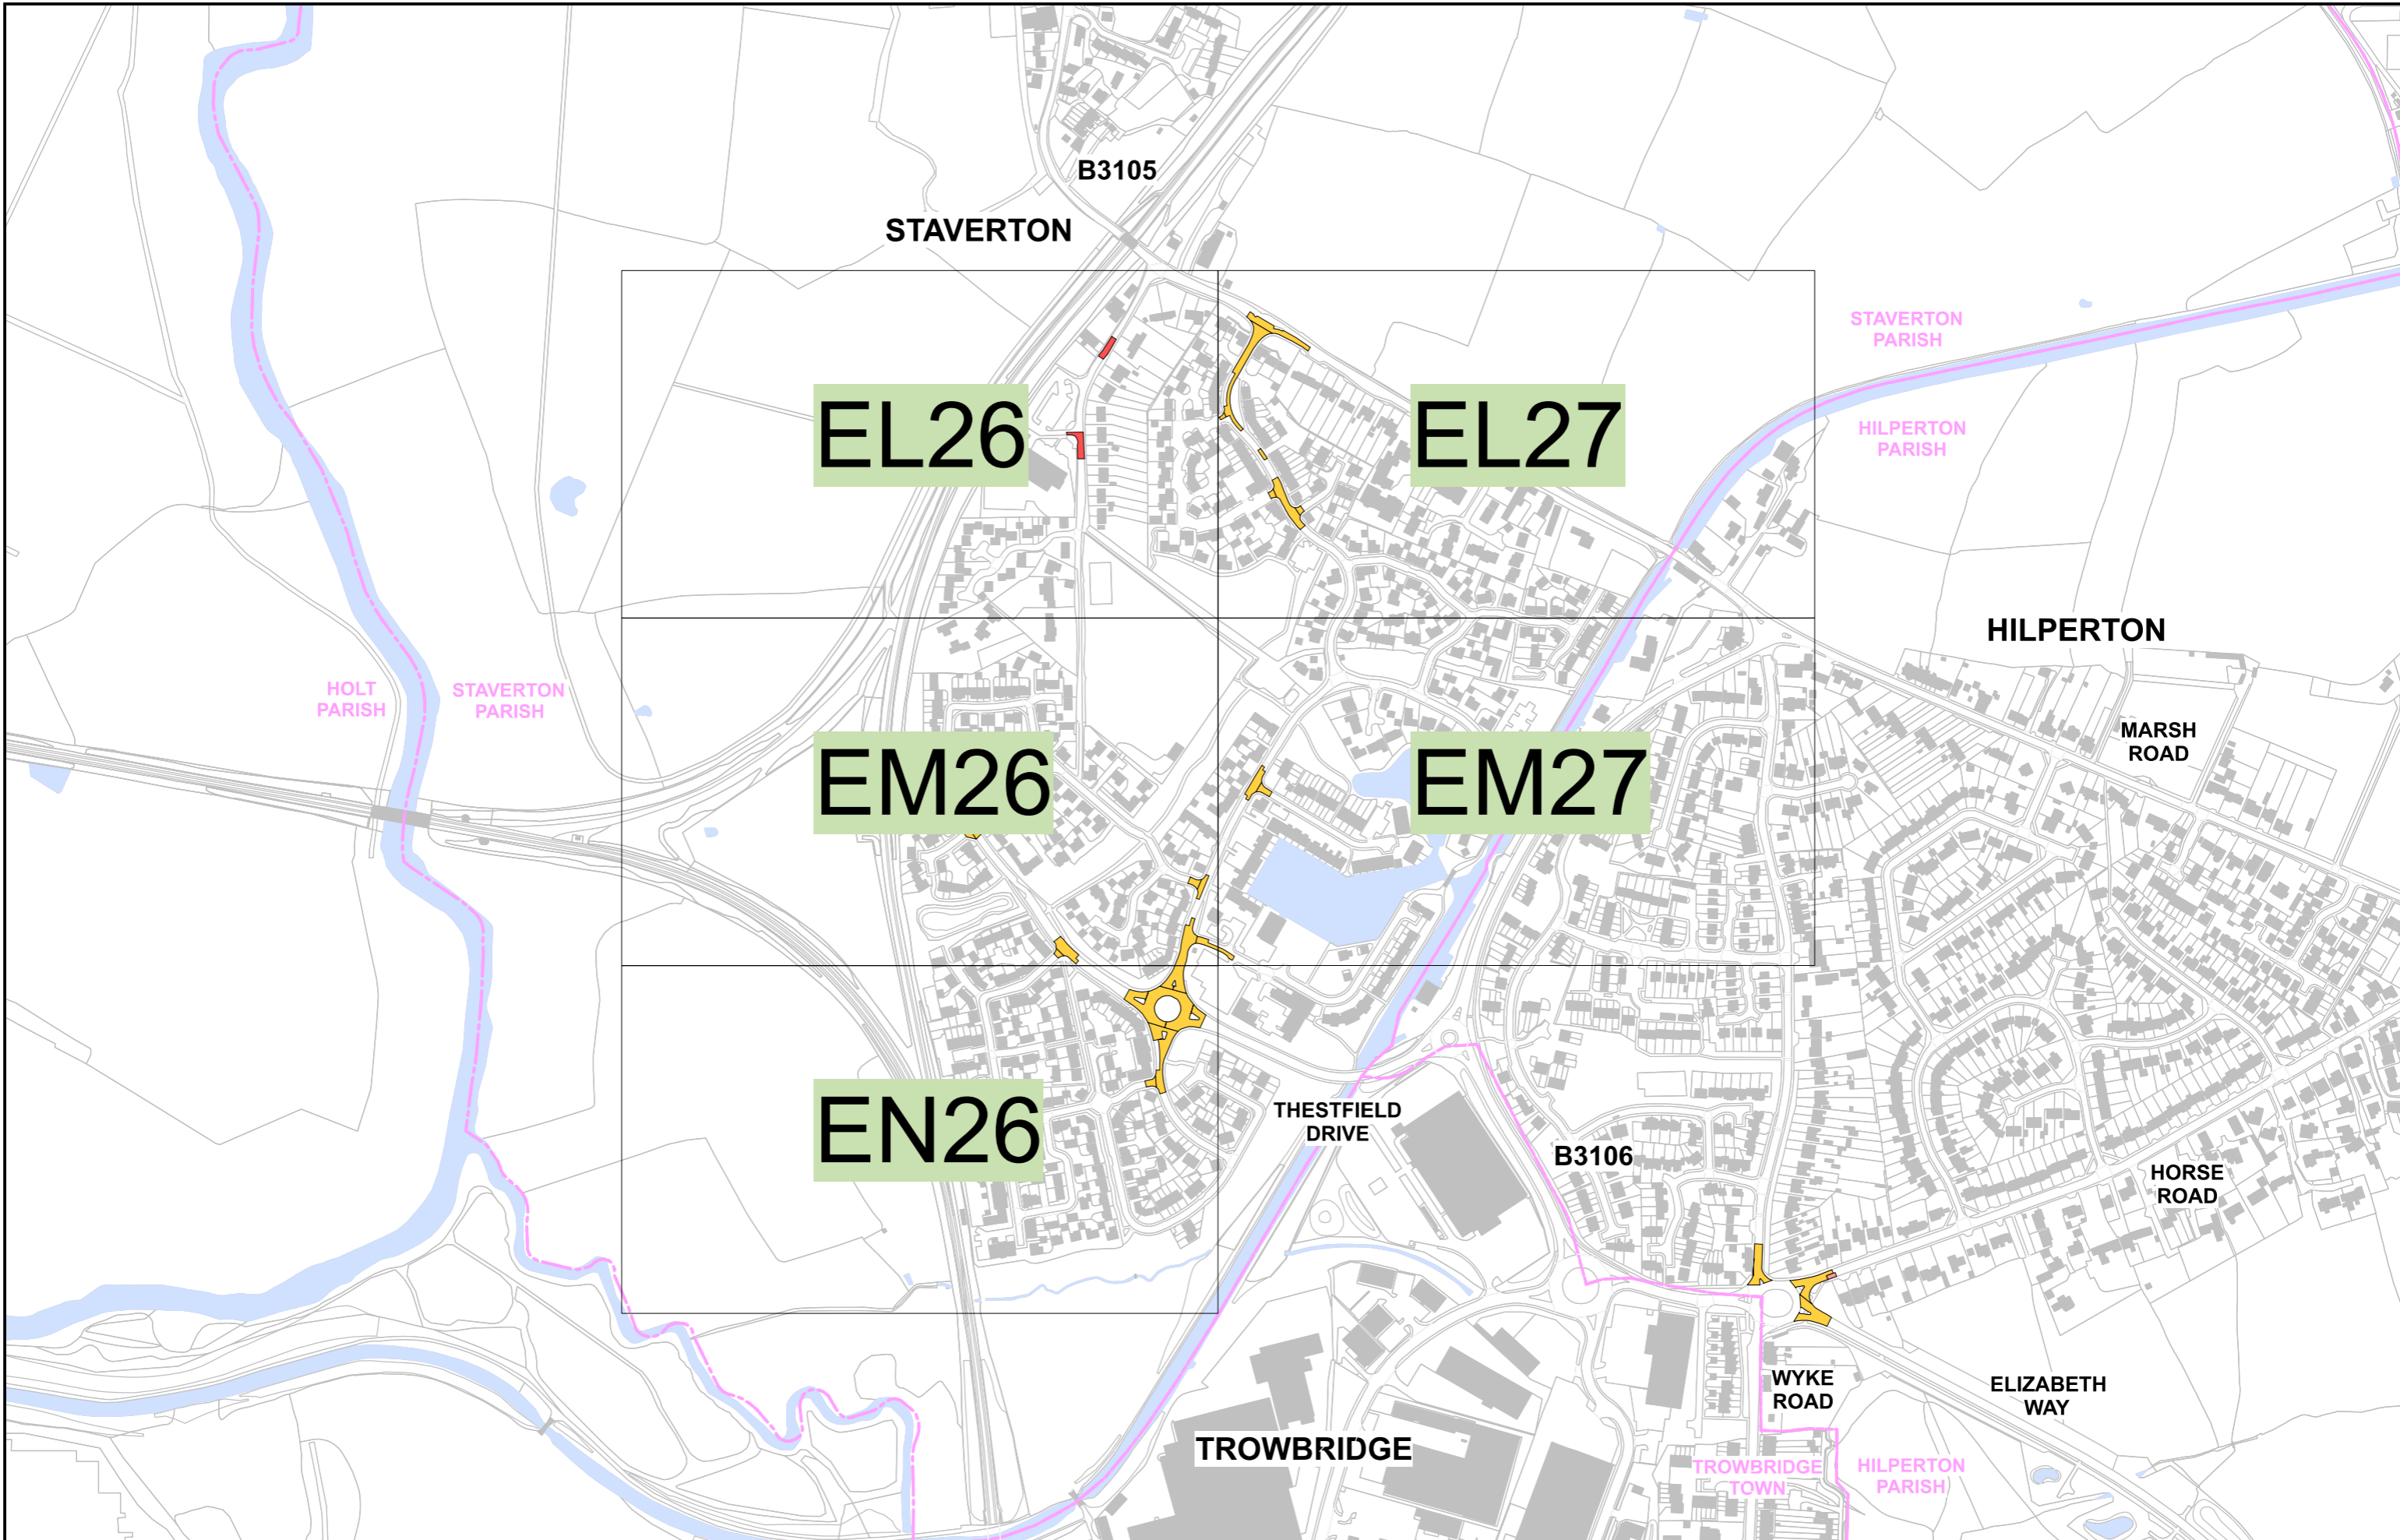 B3105
STAVERTON
STAVERTON
PARISH
EL26
EL27
HILPERTON
PARISH
HILPERTON
HOLT
PARISH
STAVERTON
PARISH
MARSH
ROAD
EM26
EM27
THESTFIELD
DRIVE
EN26
B3106
HORSE
ROAD
WYKE
ROAD
ELIZABETH
WAY
TROWBRIDGE
TROWBRIDGE
TOWN
HILPERTON
PARISH